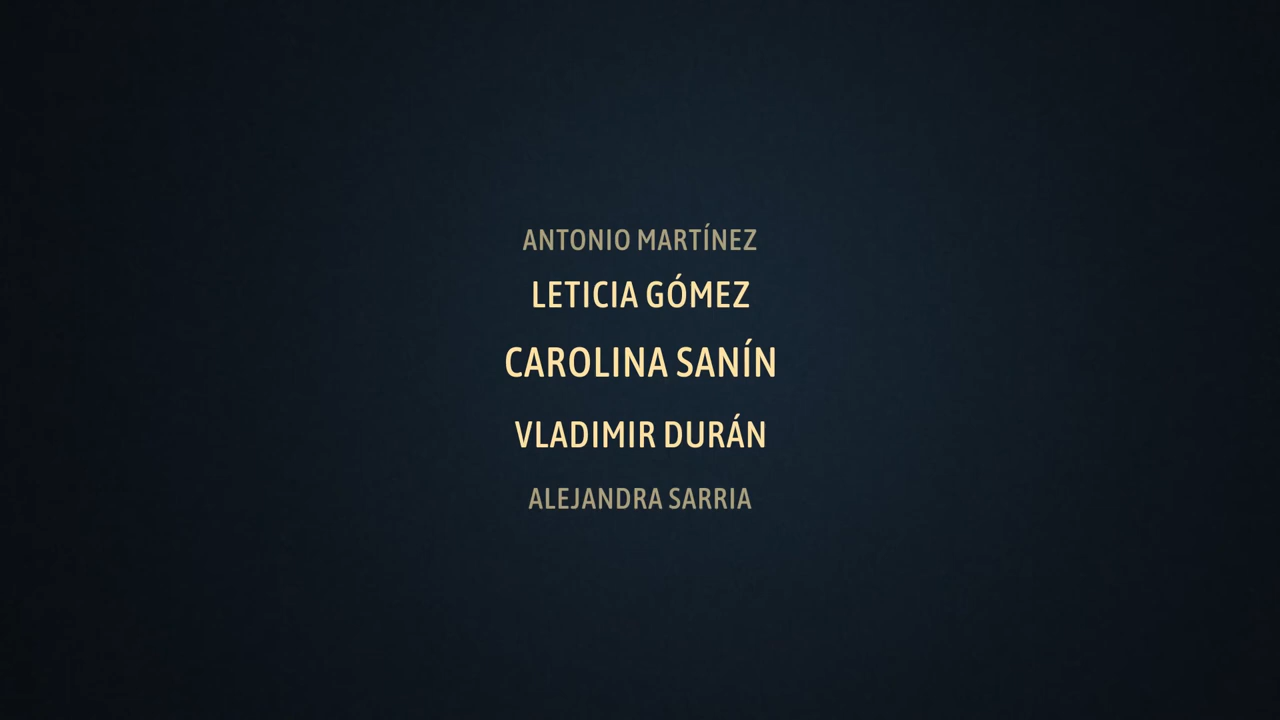 ANTONIO MARTÍNEZ
LETICIA GÓMEZ
CAROLINA SANÍN
VLADIMIR DURÁN
ALEJANDRA SARRIA